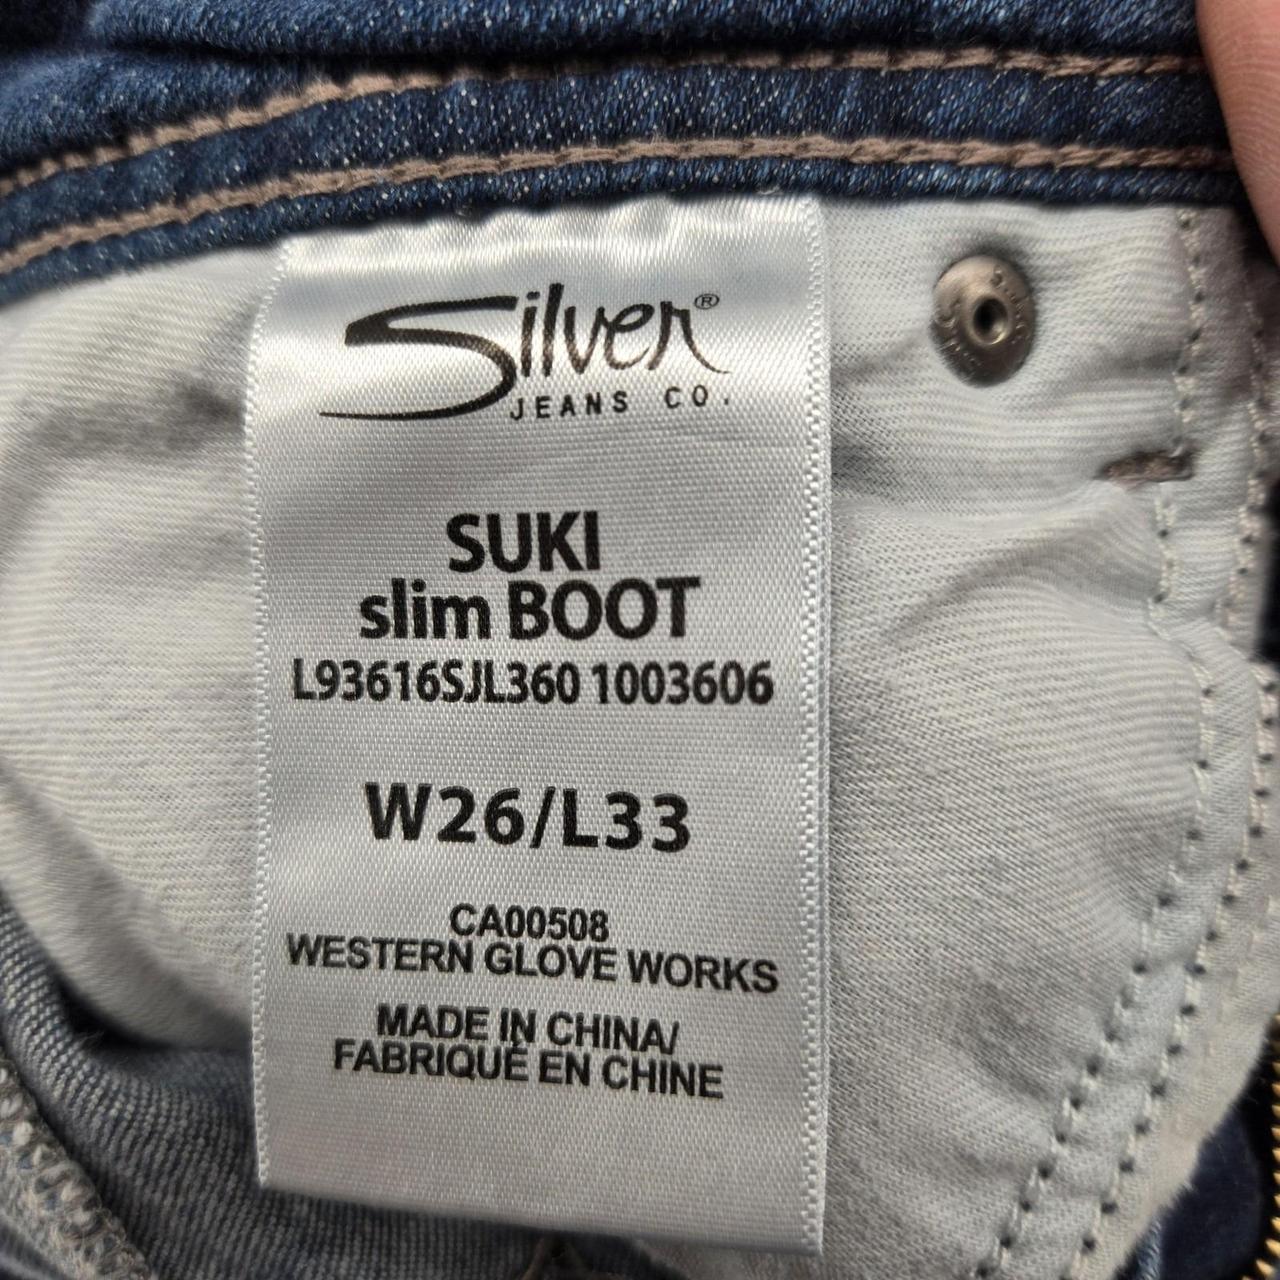 Silver®
JEANS CO.
SUKI
slim BOOT
L93616SJL360 1003606
W26/L33
CA00508
WESTERN GLOVE WORKS
MADE IN CHINA/
FABRIQUÉ EN CHINE